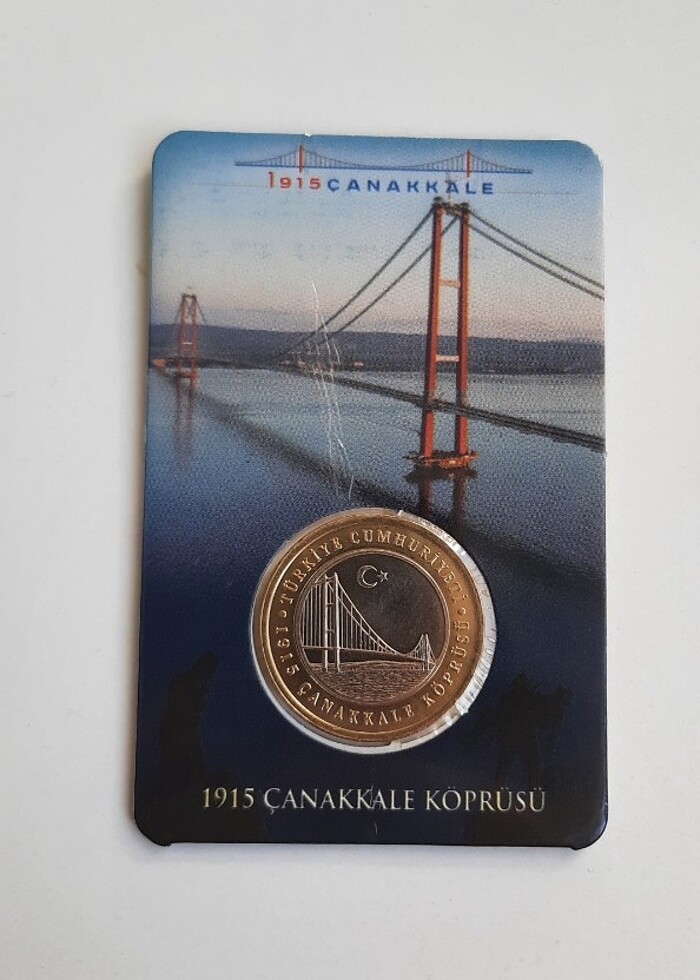 1915ÇANAKKALE
TÜRKİYE CUMHURİYETİ
1915 ÇANAKKALE KÖPRÜSÜ
1915 ÇANAKKALE KÖPRÜSÜ